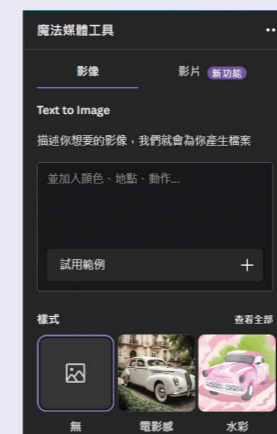 魔法媒體工具
影像 影片 新功能
Text to Image
描述你想要的影像，我們就會為你產生檔案
並加入顏色、地點、動作...
試用範例
樣式 查看全部
無 電影感 水彩